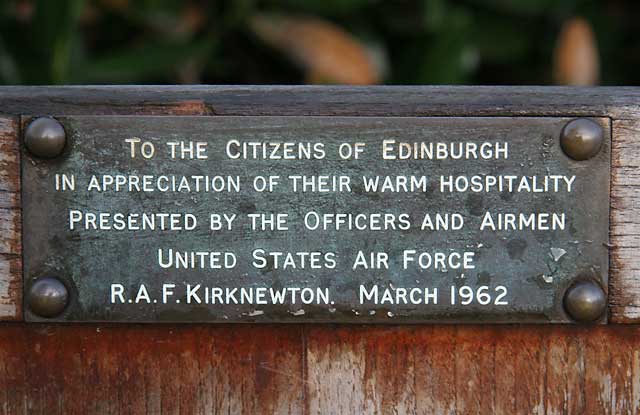 To the Citizens of Edinburgh
in appreciation of their warm hospitality
Presented by the Officers and Airmen
United States Air Force
R.A.F. Kirknewton. March 1962